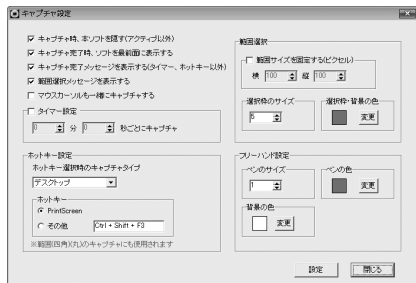 キャプチャ設定
キャプチャ時、本ソフトを隠す(アクティブ以外)
キャプチャ完了時、ソフトを最前面に表示する
キャプチャ完了メッセージを表示する(タイマー、ホットキー以外)
範囲選択メッセージを表示する
マウスカーソルも一緒にキャプチャする
タイマー設定
0 分 0 秒ごとにキャプチャ
ホットキー設定
ホットキー選択時のキャプチャタイプ
デスクトップ
ホットキー
PrintScreen
その他 Ctrl + Shift + F3
※範囲(四角)(丸)のキャプチャにも使用されます
範囲選択
範囲サイズを固定する(ピクセル)
横 100 縦 100
選択枠のサイズ
6
選択枠・背景の色
変更
フリーハンド設定
ペンのサイズ
1
ペンの色
変更
背景の色
変更
設定
閉じる